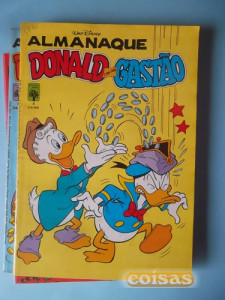 Walt Disney
ALMANAQUE
DONALD
GASTÃO
coisas